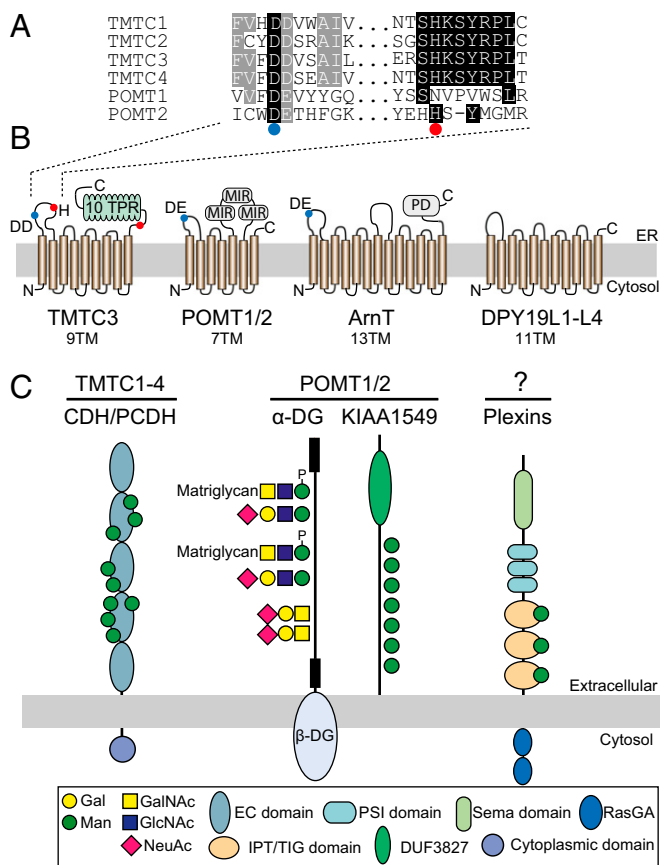 A
TMTC1 FVHDDVWAIV...NTSHKSYRPLC
TMTC2 FCYDDSRAIK...SGSHKSYRPLC
TMTC3 FVFDDVSAIL...ERSHKSYRPLT
TMTC4 FVFDDSEAIV...NTSHKSYRPLT
POMT1 VVFDEVYYGQ...YSSNVPVWSLR
POMT2 ICWDETHFGK...YEHHS-YMGMR
B
C
10 TPR
DD
H
DE
MIR
MIR MIR
C
DE
PD
C
C
ER
Cytosol
N
N
N
N
TMTC3
9TM
POMT1/2
7TM
ArnT
13TM
DPY19L1-L4
11TM
C
TMTC1-4
CDH/PCDH
POMT1/2
α-DG KIAA1549
?
Plexins
P
Matriglycan
P
Matriglycan
β-DG
Extracellular
Cytosol
Gal
GalNAc
EC domain
PSI domain
Sema domain
RasGA
Man
GlcNAc
NeuAc
IPT/TIG domain
DUF3827
Cytoplasmic domain